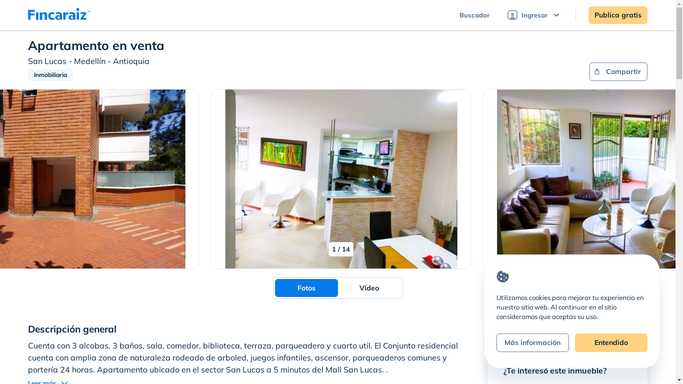 Fincaraiz
Buscador
Ingresar
Publica gratis
Apartamento en venta
San Lucas - Medellín - Antioquia
Inmobiliaria
Compartir
1 / 14
Fotos
Video
Descripción general
Cuenta con 3 alcobas, 3 baños, sala, comedor, biblioteca, terraza, parqueadero y cuarto util. El Conjunto residencial
cuenta con amplia zona de naturaleza rodeado de arboled, juegos infantiles, ascensor, parqueaderos comunes y
portería 24 horas. Apartamento ubicado en el sector San Lucas a 5 minutos del Mall San Lucas. .
Leer más
Utilizamos cookies para mejorar tu experiencia en
nuestro sitio web. Al continuar en el sitio
consideramos que aceptas su uso.
Más información
Entendido
¿Te interesó este inmueble?